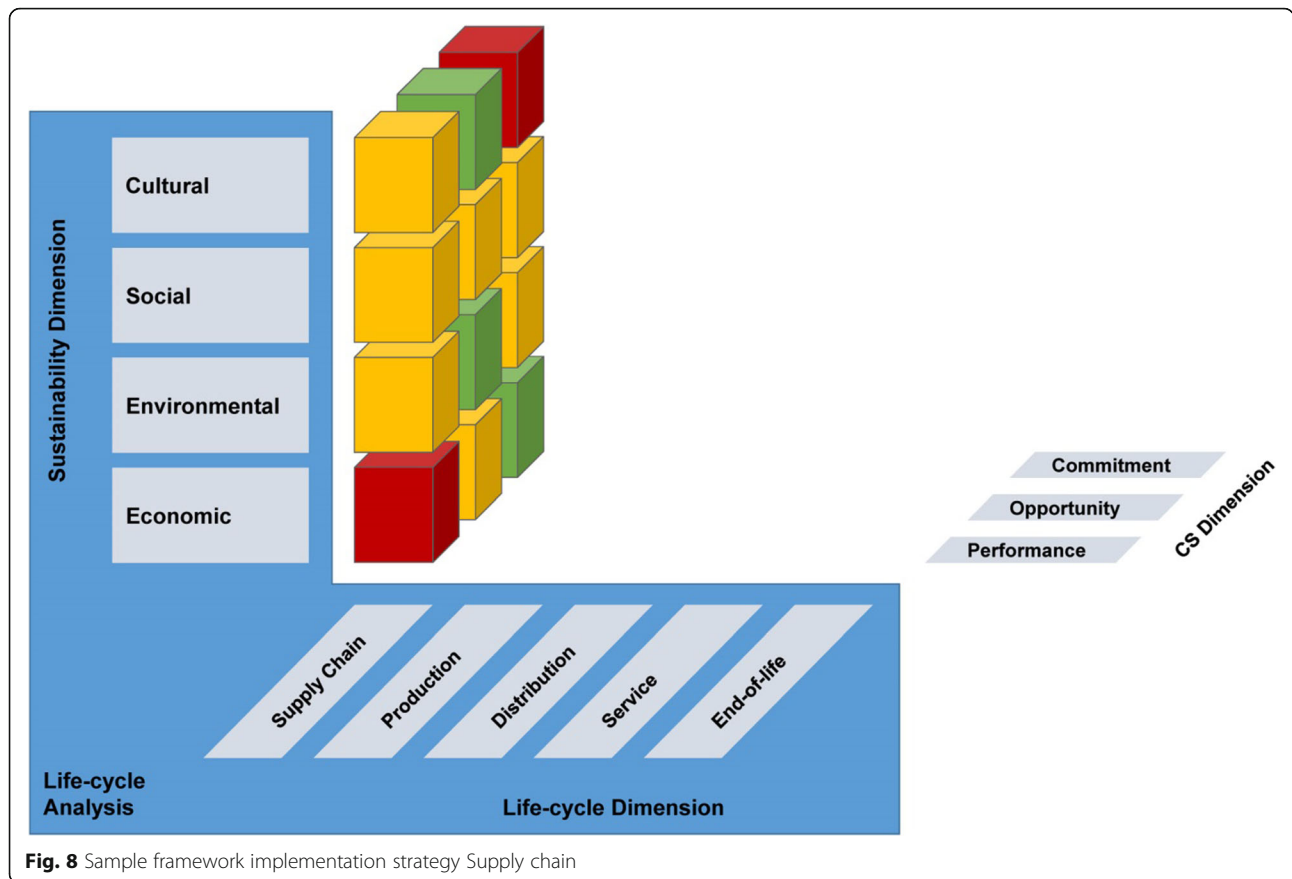 Sustainability Dimension
Cultural
Social
Environmental
Economic
Commitment
Opportunity
Performance
CS Dimension
Supply Chain
Production
Distribution
Service
End-of-life
Life-cycle
Analysis
Life-cycle Dimension
Fig. 8 Sample framework implementation strategy Supply chain